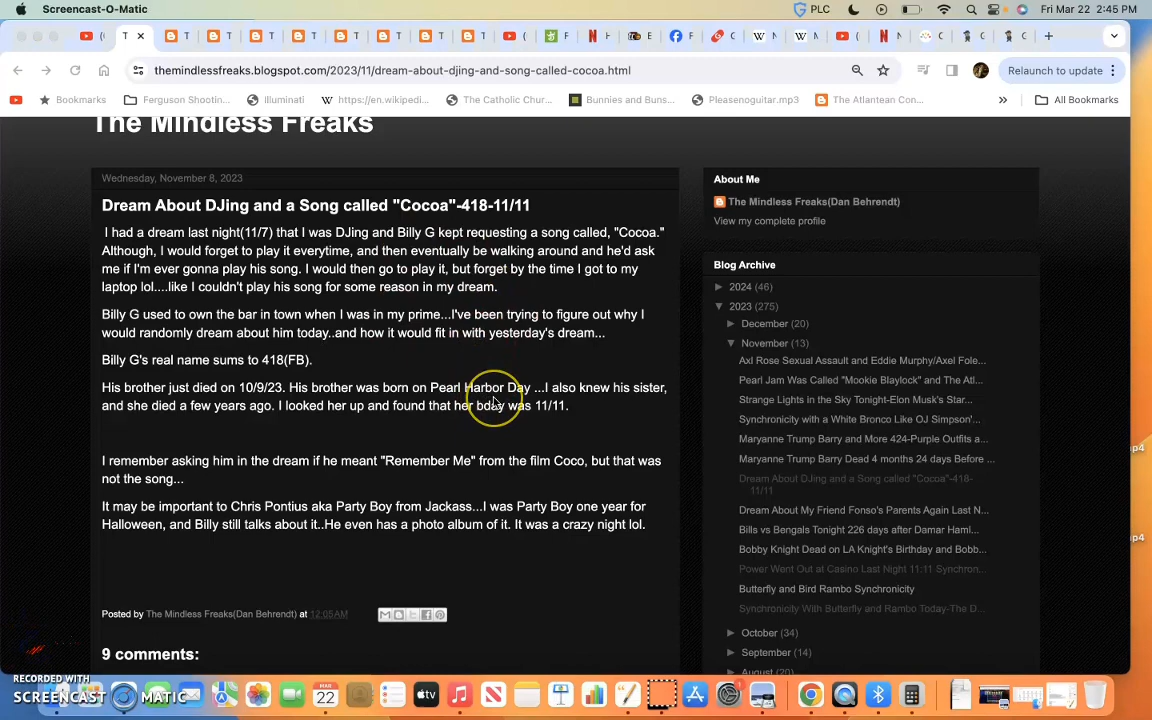 Screencast-O-Matic
PLC
Fri Mar 22 2:45 PM
themindlessfreaks.blogspot.com/2023/11/dream-about-djing-and-song-called-cocoa.html
Relaunch to update
Bookmarks
Ferguson Shootin...
Illuminati
https://en.wikipedi...
The Catholic Chur...
Bunnies and Buns...
Pleasenoguitar.mp3
The Atlantean Con...
»
All Bookmarks
The Mindless Freaks
Wednesday, November 8, 2023
Dream About DJing and a Song called "Cocoa"-418-11/11
I had a dream last night(11/7) that I was DJing and Billy G kept requesting a song called, "Cocoa."
Although, I would forget to play it everytime, and then eventually be walking around and he'd ask
me if I'm ever gonna play his song. I would then go to play it, but forget by the time I got to my
laptop lol....like I couldn't play his song for some reason in my dream.
Billy G used to own the bar in town when I was in my prime...I've been trying to figure out why I
would randomly dream about him today..and how it would fit in with yesterday's dream...
Billy G's real name sums to 418(FB).
His brother just died on 10/9/23. His brother was born on Pearl Harbor Day ...I also knew his sister,
and she died a few years ago. I looked her up and found that her bday was 11/11.
I remember asking him in the dream if he meant "Remember Me" from the film Coco, but that was
not the song...
It may be important to Chris Pontius aka Party Boy from Jackass...I was Party Boy one year for
Halloween, and Billy still talks about it..He even has a photo album of it. It was a crazy night lol.
Posted by The Mindless Freaks(Dan Behrendt) at 12:05 AM
9 comments:
About Me
The Mindless Freaks(Dan Behrendt)
View my complete profile
Blog Archive
► 2024 (46)
▼ 2023 (275)
► December (20)
▼ November (13)
Axl Rose Sexual Assault and Eddie Murphy/Axel Fole...
Pearl Jam Was Called "Mookie Blaylock" and The Atl...
Strange Lights in the Sky Tonight-Elon Musk's Star...
Synchronicity with a White Bronco Like OJ Simpson'...
Maryanne Trump Barry and More 424-Purple Outfits a...
Maryanne Trump Barry Dead 4 months 24 days Before ...
Dream About DJing and a Song called "Cocoa"-418-
11/11
Dream About My Friend Fonso's Parents Again Last N...
Bills vs Bengals Tonight 226 days after Damar Haml...
Bobby Knight Dead on LA Knight's Birthday and Bobb...
Power Went Out at Casino Last Night 11:11 Synchron...
Butterfly and Bird Rambo Synchronicity
Synchronicity With Butterfly and Rambo Today-The D...
► October (34)
► September (14)
► August (20)
mp4
mp4
RECORDED WITH
SCREENCAST MATIC
MAR
22
tv